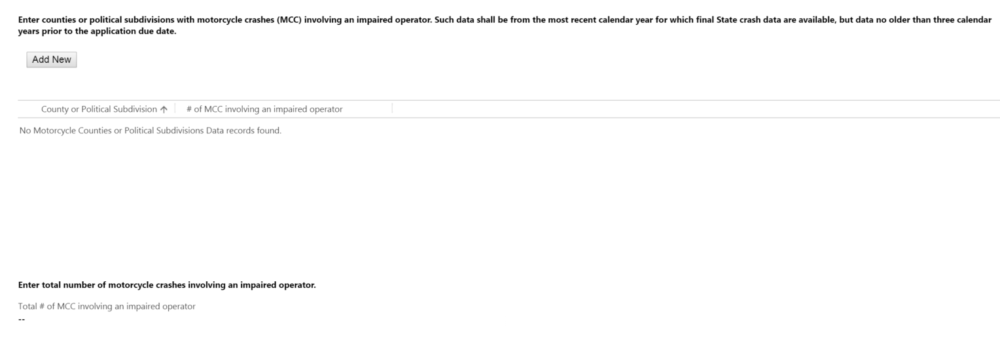 Enter counties or political subdivisions with motorcycle crashes (MCC) involving an impaired operator. Such data shall be from the most recent calendar year for which final State crash data are available, but data no older than three calendar
years prior to the application due date.
Add New
County or Political Subdivision ↑ # of MCC involving an impaired operator
No Motorcycle Counties or Political Subdivisions Data records found.
Enter total number of motorcycle crashes involving an impaired operator.
Total # of MCC involving an impaired operator
--